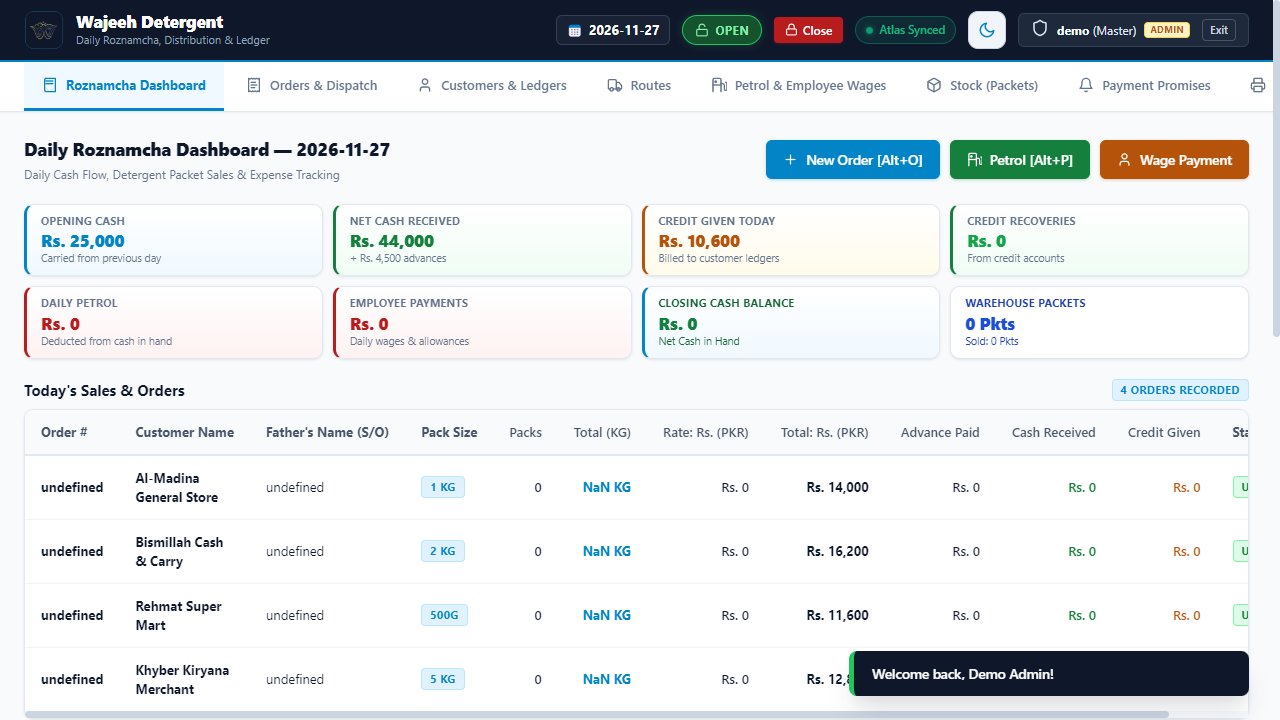 Wajeeh Detergent
Daily Roznamcha, Distribution & Ledger
2026-11-27
OPEN
Close
Atlas Synced
demo (Master)
ADMIN
Exit
Roznamcha Dashboard
Orders & Dispatch
Customers & Ledgers
Routes
Petrol & Employee Wages
Stock (Packets)
Payment Promises
Daily Roznamcha Dashboard — 2026-11-27
Daily Cash Flow, Detergent Packet Sales & Expense Tracking
+ New Order [Alt+O]
Petrol [Alt+P]
Wage Payment
OPENING CASH
Rs. 25,000
Carried from previous day
NET CASH RECEIVED
Rs. 44,000
+ Rs. 4,500 advances
CREDIT GIVEN TODAY
Rs. 10,600
Billed to customer ledgers
CREDIT RECOVERIES
Rs. 0
From credit accounts
DAILY PETROL
Rs. 0
Deducted from cash in hand
EMPLOYEE PAYMENTS
Rs. 0
Daily wages & allowances
CLOSING CASH BALANCE
Rs. 0
Net Cash in Hand
WAREHOUSE PACKETS
0 Pkts
Sold: 0 Pkts
Today's Sales & Orders
4 ORDERS RECORDED
Order # Customer Name Father's Name (S/O) Pack Size Packs Total (KG) Rate: Rs. (PKR) Total: Rs. (PKR) Advance Paid Cash Received Credit Given
undefined Al-Madina General Store undefined 1 KG 0 NaN KG Rs. 0 Rs. 14,000 Rs. 0 Rs. 0 Rs. 0
undefined Bismillah Cash & Carry undefined 2 KG 0 NaN KG Rs. 0 Rs. 16,200 Rs. 0 Rs. 0 Rs. 0
undefined Rehmat Super Mart undefined 500G 0 NaN KG Rs. 0 Rs. 11,600 Rs. 0 Rs. 0 Rs. 0
undefined Khyber Kiryana Merchant undefined 5 KG 0 NaN KG Rs. 0 Rs.
Welcome back, Demo Admin!